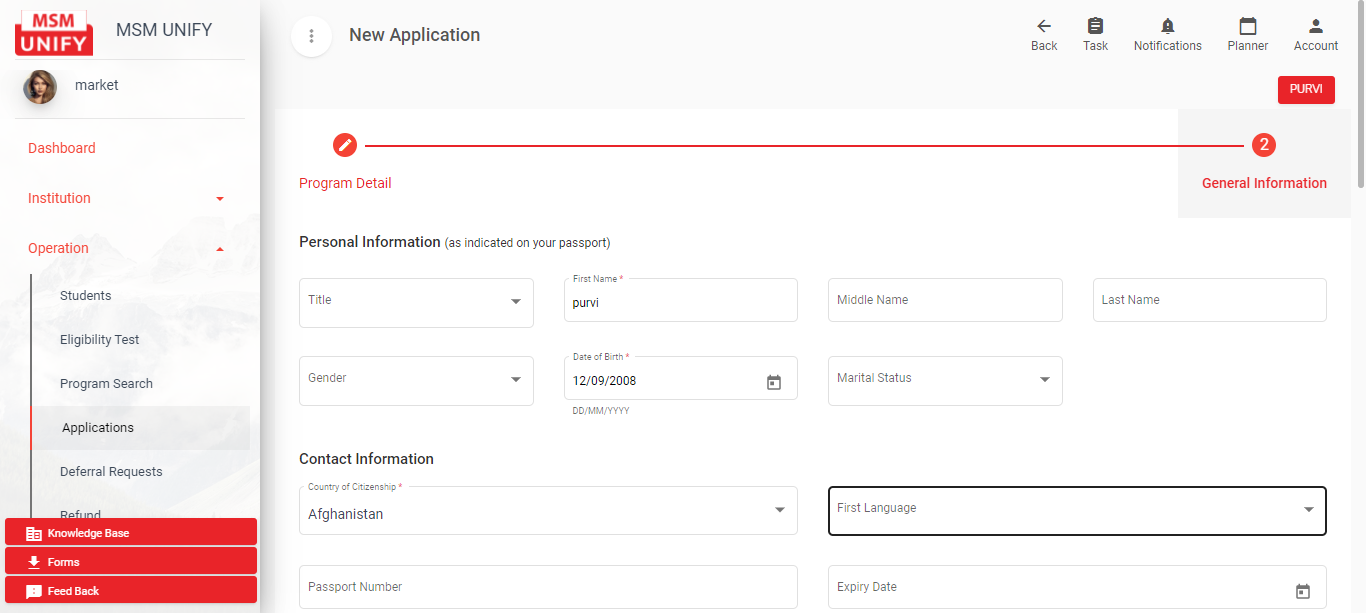 MSM
UNIFY
MSM UNIFY
market
Dashboard
Institution
Operation
Students
Eligibility Test
Program Search
Applications
Deferral Requests
Refund
Knowledge Base
Forms
Feed Back
New Application
Back
Task
Notifications
Planner
Account
PURVI
2
Program Detail
General Information
Personal Information (as indicated on your passport)
Title
First Name *
purvi
Middle Name
Last Name
Gender
Date of Birth *
12/09/2008
DD/MM/YYYY
Marital Status
Contact Information
Country of Citizenship *
Afghanistan
First Language
Passport Number
Expiry Date